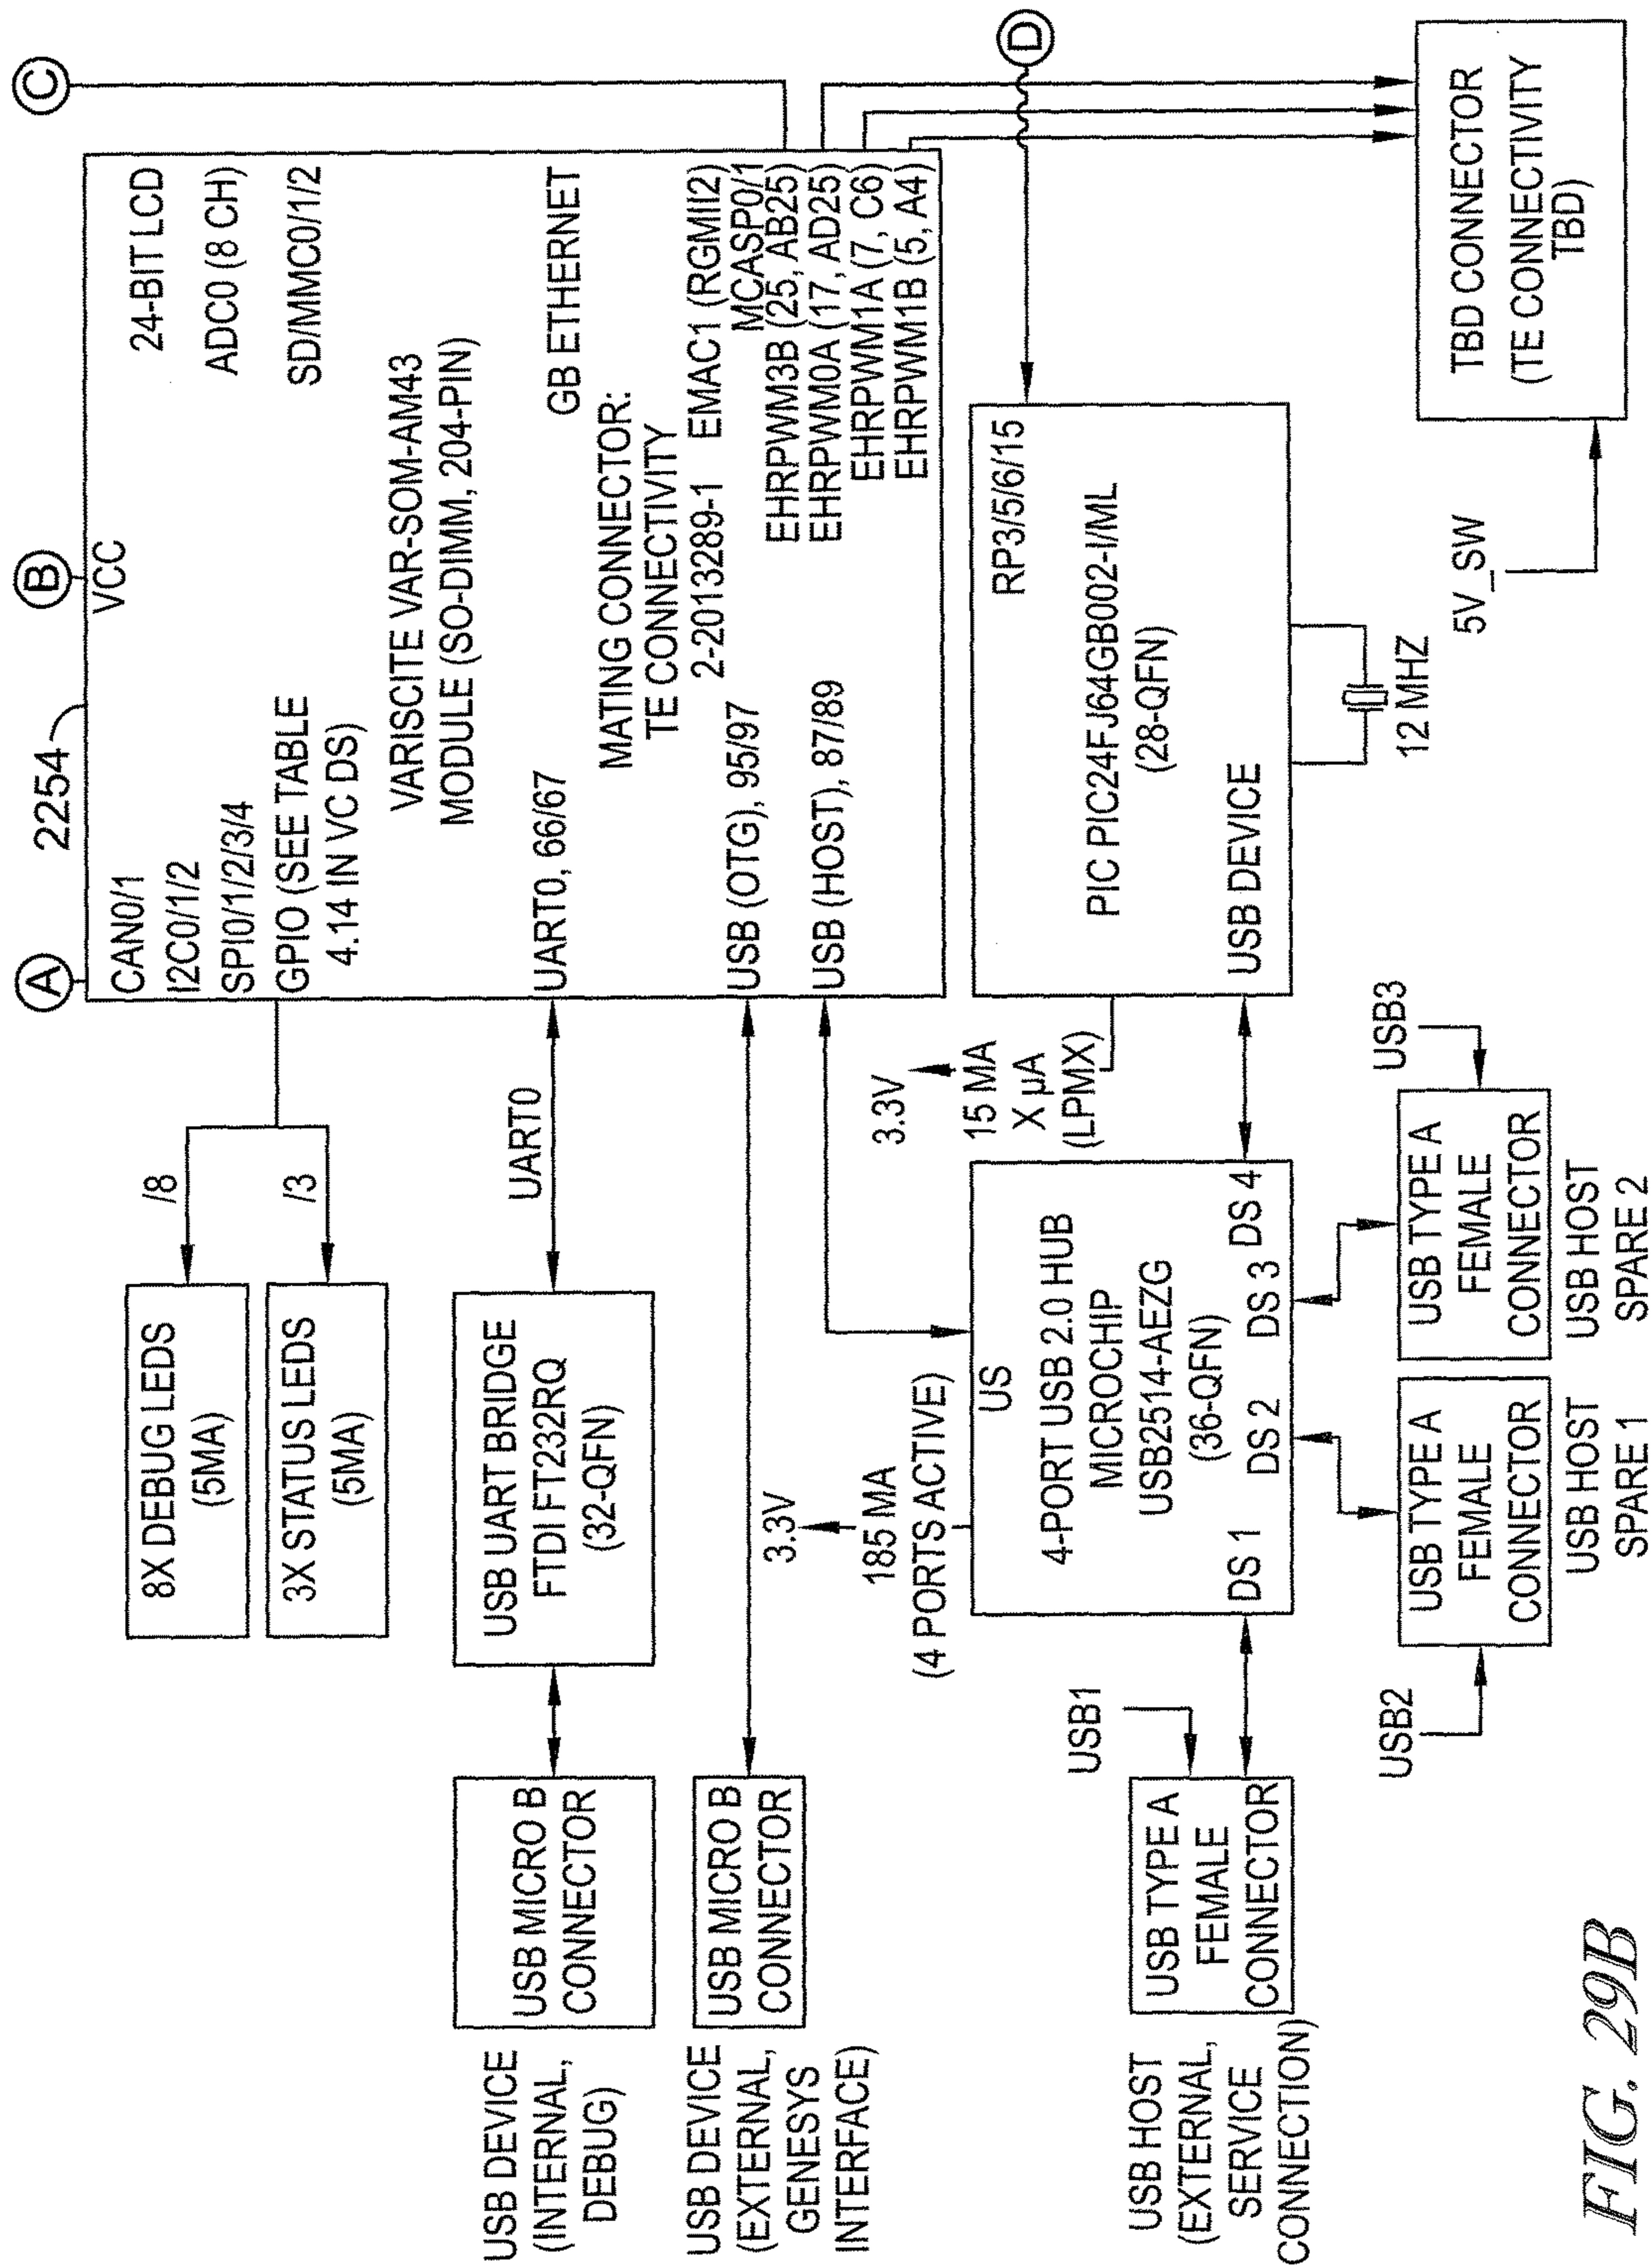 A
B
C
2254
VCC
CAN0/1
I2C0/1/2
SPI0/1/2/3/4
GPIO (SEE TABLE
4.14 IN VC DS)
24-BIT LCD
ADC0 (8 CH)
SD/MMC0/1/2
VARISCITE VAR-SOM-AM43
MODULE (SO-DIMM, 204-PIN)
UART0, 66/67
GB ETHERNET
MATING CONNECTOR:
TE CONNECTIVITY
2-2013289-1
EMAC1 (RGMII2)
MCASP0/1
USB (OTG), 95/97
EHRPWM3B (25, AB25)
EHRPWM0A (17, AD25)
USB (HOST), 87/89
EHRPWM1A (7, C6)
EHRPWM1B (5, A4)
/8
8X DEBUG LEDS
(5MA)
/3
3X STATUS LEDS
(5MA)
UART0
USB UART BRIDGE
FTDI FT232RQ
(32-QFN)
USB MICRO B
CONNECTOR
USB DEVICE
(INTERNAL,
DEBUG)
USB MICRO B
CONNECTOR
USB DEVICE
(EXTERNAL,
GENESYS
INTERFACE)
3.3V
185 MA
(4 PORTS ACTIVE)
3.3V
15 MA
X µA
(LPMX)
D
US
4-PORT USB 2.0 HUB
MICROCHIP
USB2514-AEZG
(36-QFN)
DS 1
DS 2
DS 3
DS 4
RP3/5/6/15
PIC PIC24FJ64GB002-I/ML
(28-QFN)
USB DEVICE
12 MHZ
USB1
USB TYPE A
FEMALE
CONNECTOR
USB HOST
(EXTERNAL,
SERVICE
CONNECTION)
USB2
USB TYPE A
FEMALE
CONNECTOR
USB HOST
SPARE 1
USB3
USB TYPE A
FEMALE
CONNECTOR
USB HOST
SPARE 2
5V_SW
TBD CONNECTOR
(TE CONNECTIVITY
TBD)
FIG. 29B